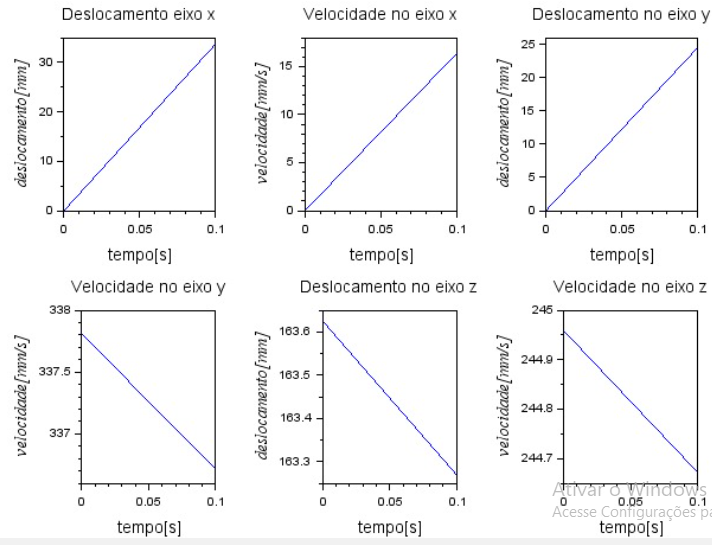 Deslocamento eixo x
deslocamento[mm]
30
20
10
0
0
0.05
0.1
tempo[s]
Velocidade no eixo x
velocidade[mm/s]
15
10
5
0
0
0.05
0.1
tempo[s]
Deslocamento no eixo y
deslocamento[mm]
25
20
15
10
5
0
0
0.05
0.1
tempo[s]
Velocidade no eixo y
velocidade[mm/s]
338
337.5
337
0
0.05
0.1
tempo[s]
Deslocamento no eixo z
deslocamento[mm]
163.6
163.5
163.4
163.3
0
0.05
0.1
tempo[s]
Velocidade no eixo z
velocidade[mm/s]
245
244.9
244.8
244.7
0
0.05
0.1
tempo[s]
Ativar o Windows
Acesse Configurações pa